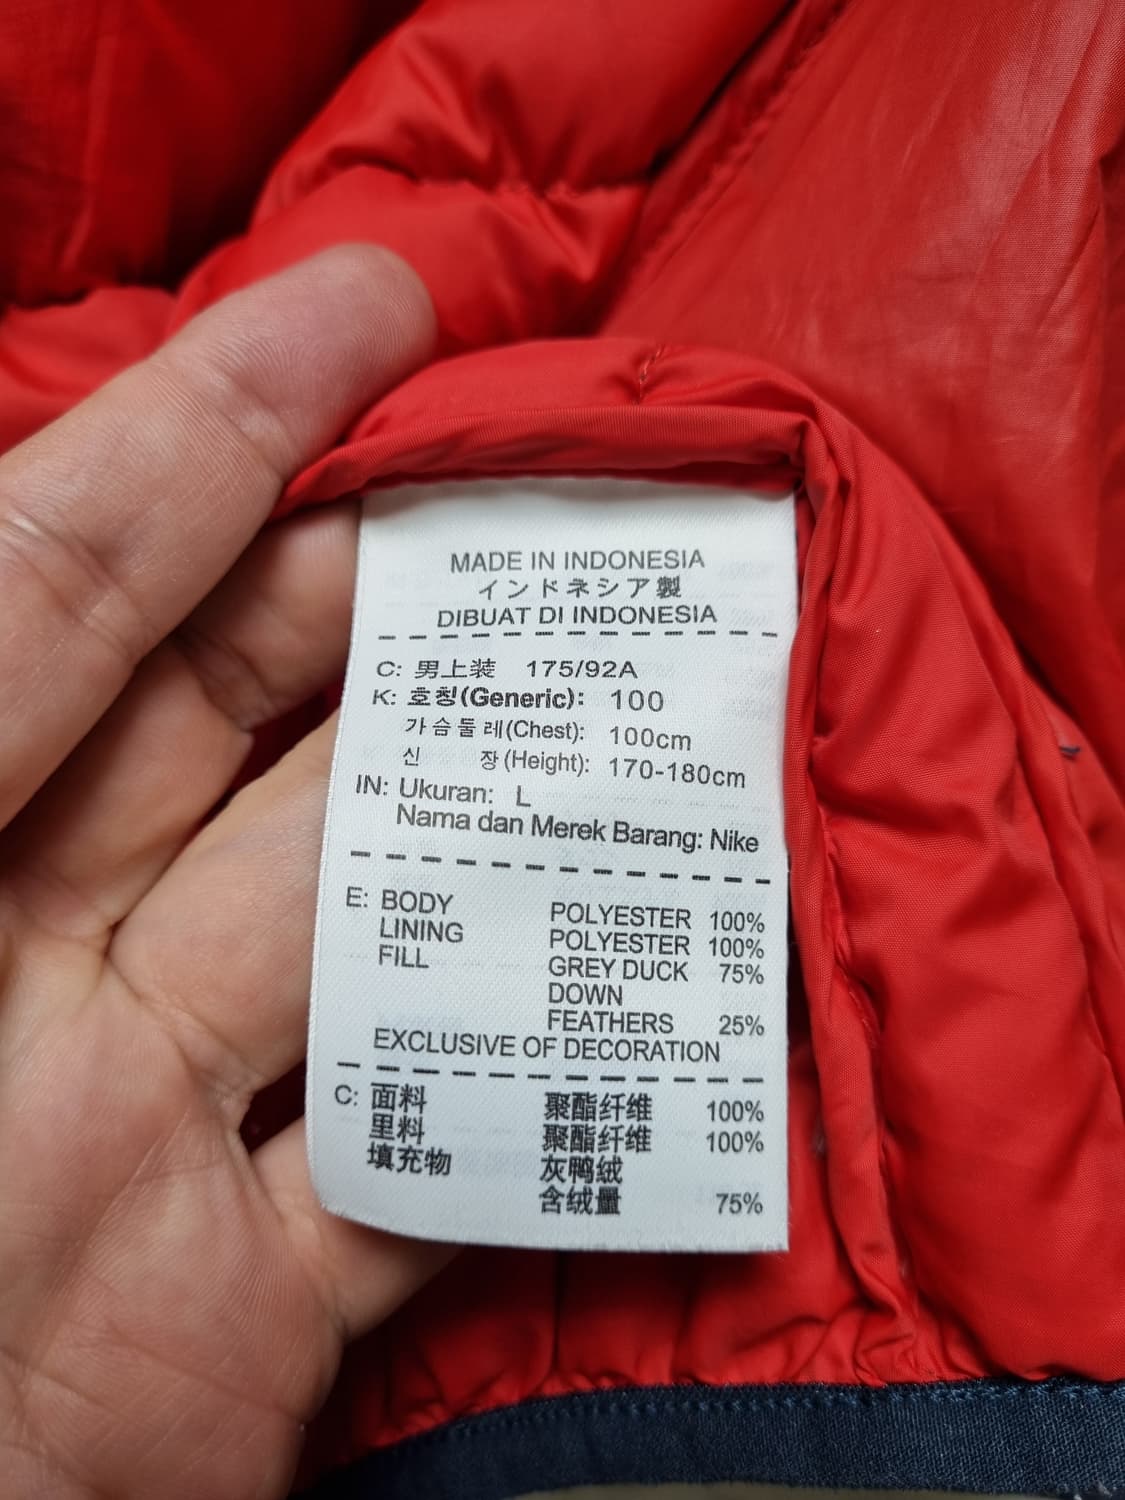 MADE IN INDONESIA
インドネシア製
DIBUAT DI INDONESIA
C: 男上装 175/92A
K: 호칭(Generic): 100
가슴둘레(Chest): 100cm
신 장(Height): 170-180cm
IN: Ukuran: L
Nama dan Merek Barang: Nike
E: BODY POLYESTER 100%
LINING POLYESTER 100%
FILL GREY DUCK 75%
DOWN
FEATHERS 25%
EXCLUSIVE OF DECORATION
C: 面料 聚酯纤维 100%
里料 聚酯纤维 100%
填充物 灰鸭绒
含绒量 75%